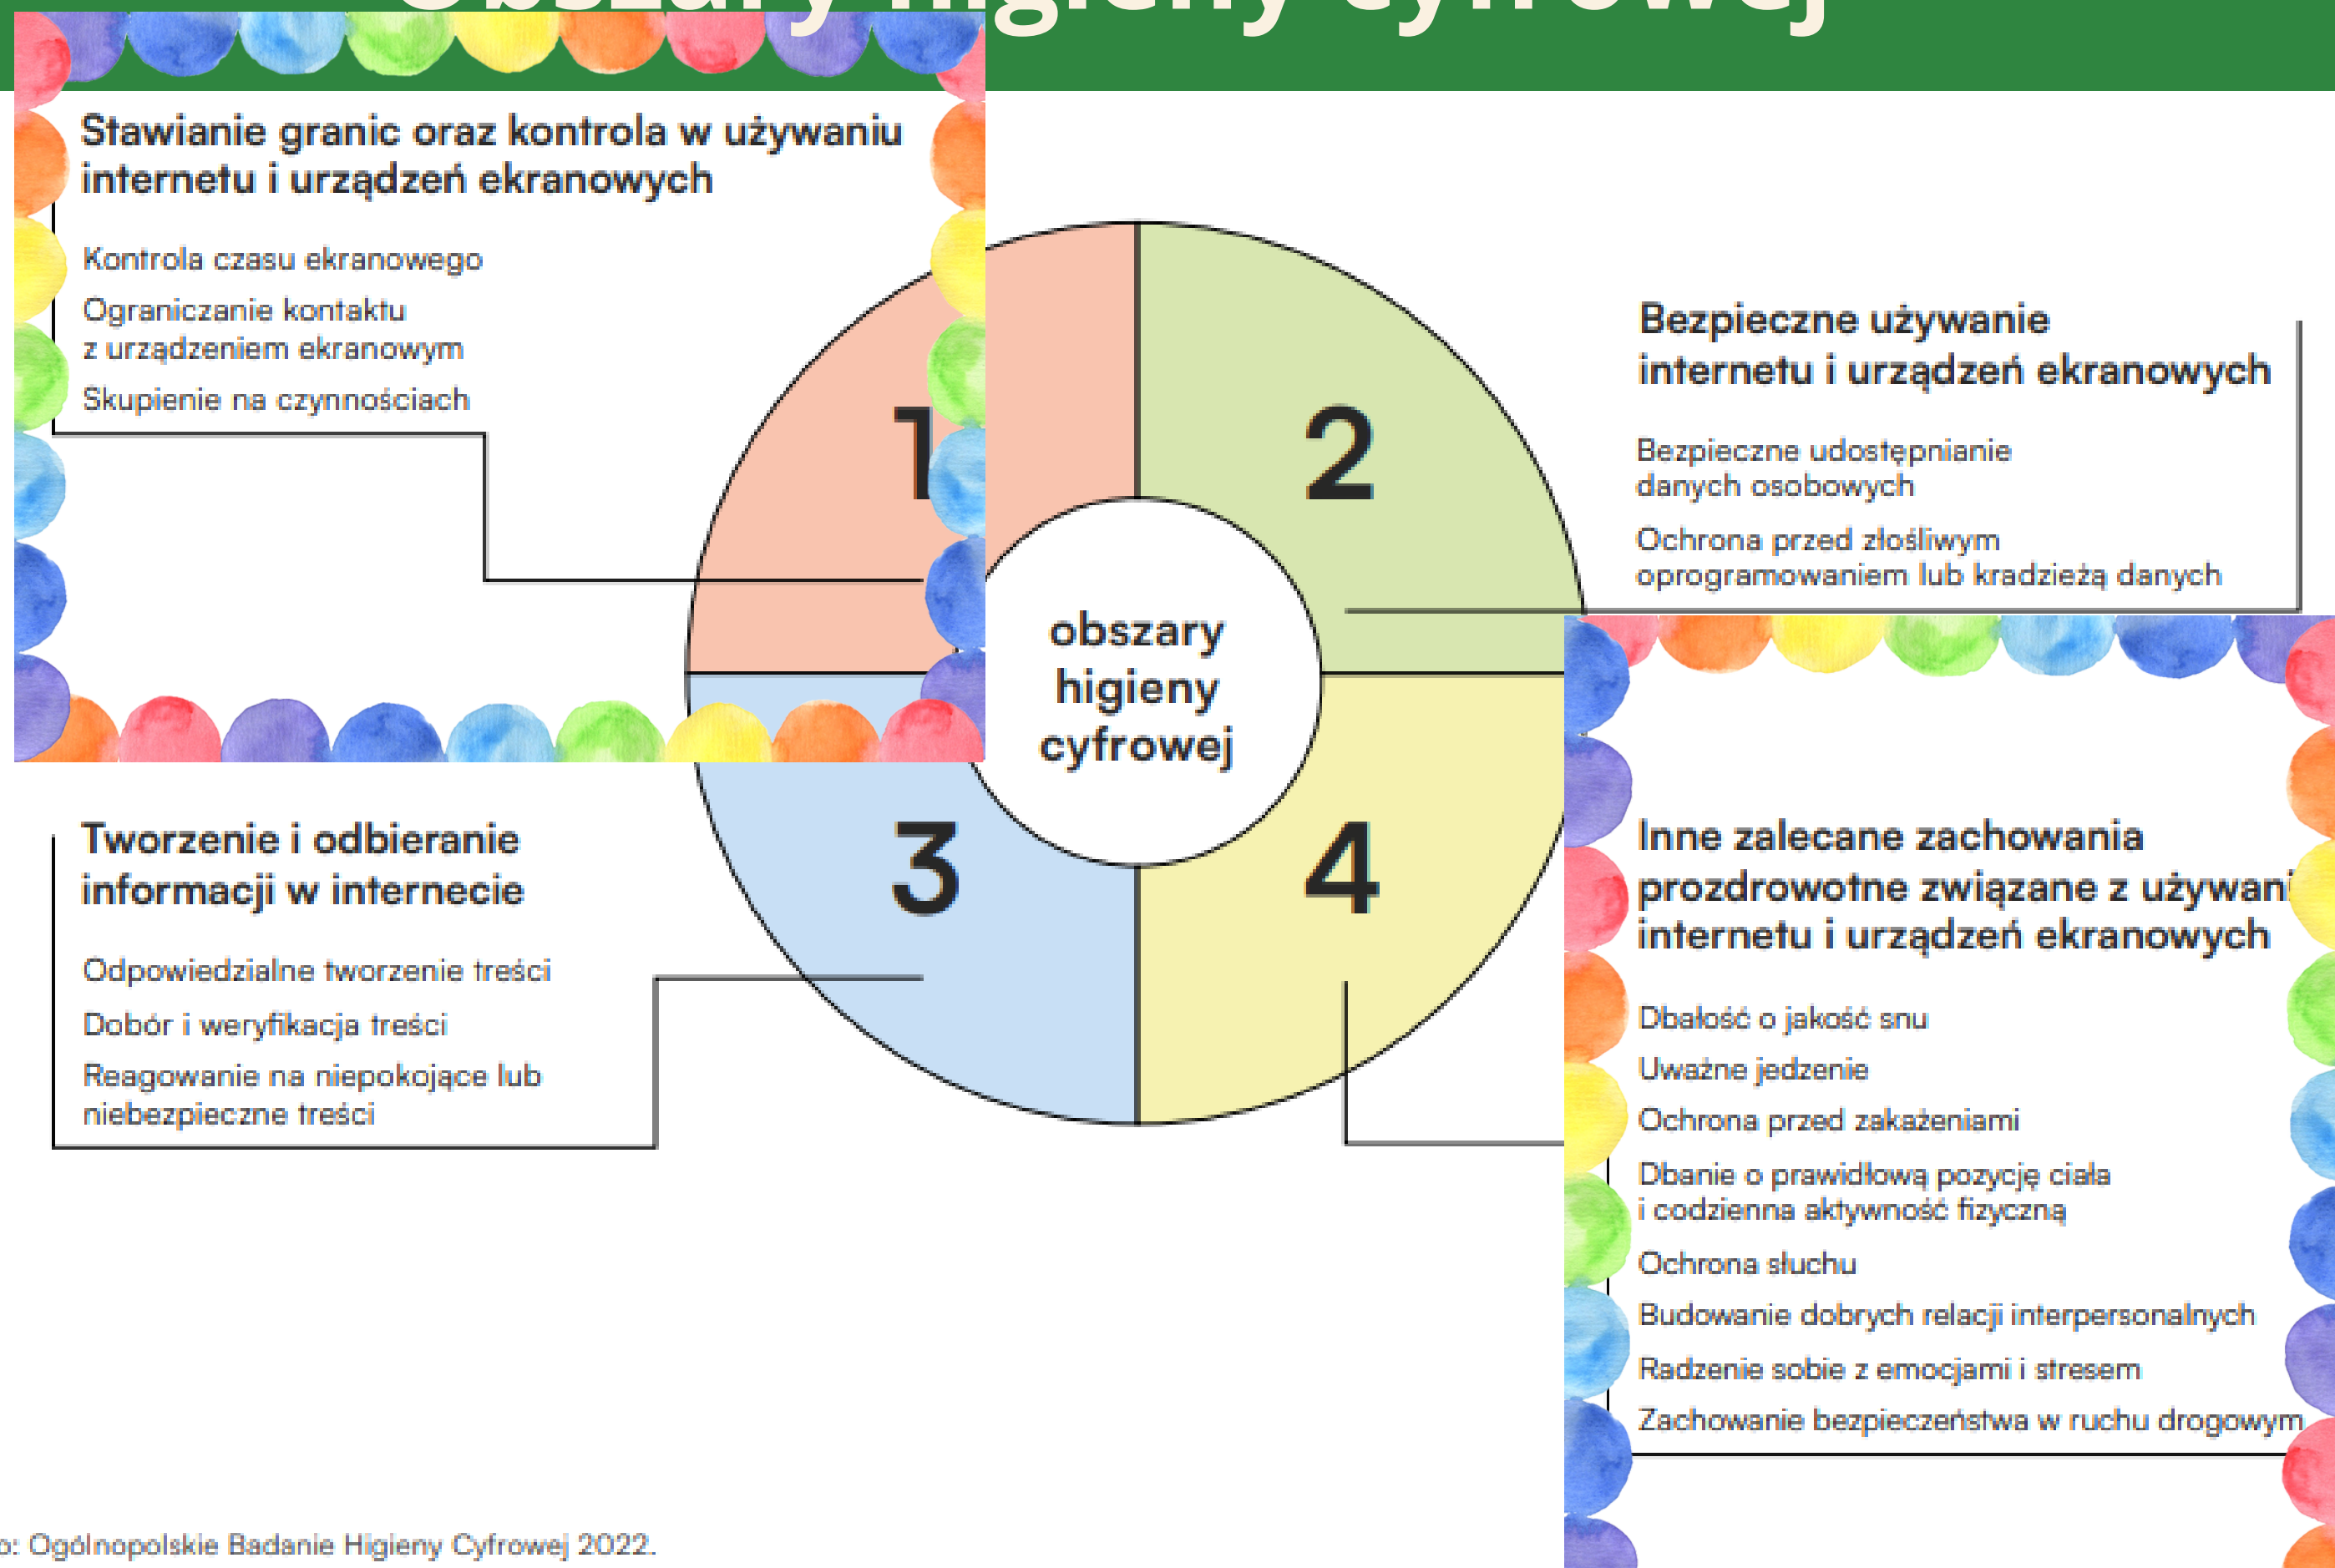 Obszary higieny cyfrowej
Stawianie granic oraz kontrola w używaniu
internetu i urządzeń ekranowych
Kontrola czasu ekranowego
Ograniczanie kontaktu
z urządzeniem ekranowym
Skupienie na czynnościach
1
2
Bezpieczne używanie
internetu i urządzeń ekranowych
Bezpieczne udostępnianie
danych osobowych
Ochrona przed złośliwym
oprogramowaniem lub kradzieżą danych
obszary
higieny
cyfrowej
Tworzenie i odbieranie
informacji w internecie
Odpowiedzialne tworzenie treści
Dobór i weryfikacja treści
Reagowanie na niepokojące lub
niebezpieczne treści
3
4
Inne zalecane zachowania
prozdrowotne związane z
internetu i urządzeń ekranowych
Dbałość o jakość snu
Uważne jedzenie
Ochrona przed zakażeniami
Dbanie o prawidłową pozycję ciała
i codzienna aktywność fizyczną
Ochrona słuchu
Budowanie dobrych relacji interpersonalnych
Radzenie sobie z emocjami i stresem
Zachowanie bezpieczeństwa w ruchu drogowym
Ogólnopolskie Badanie Higieny Cyfrowej 2022.